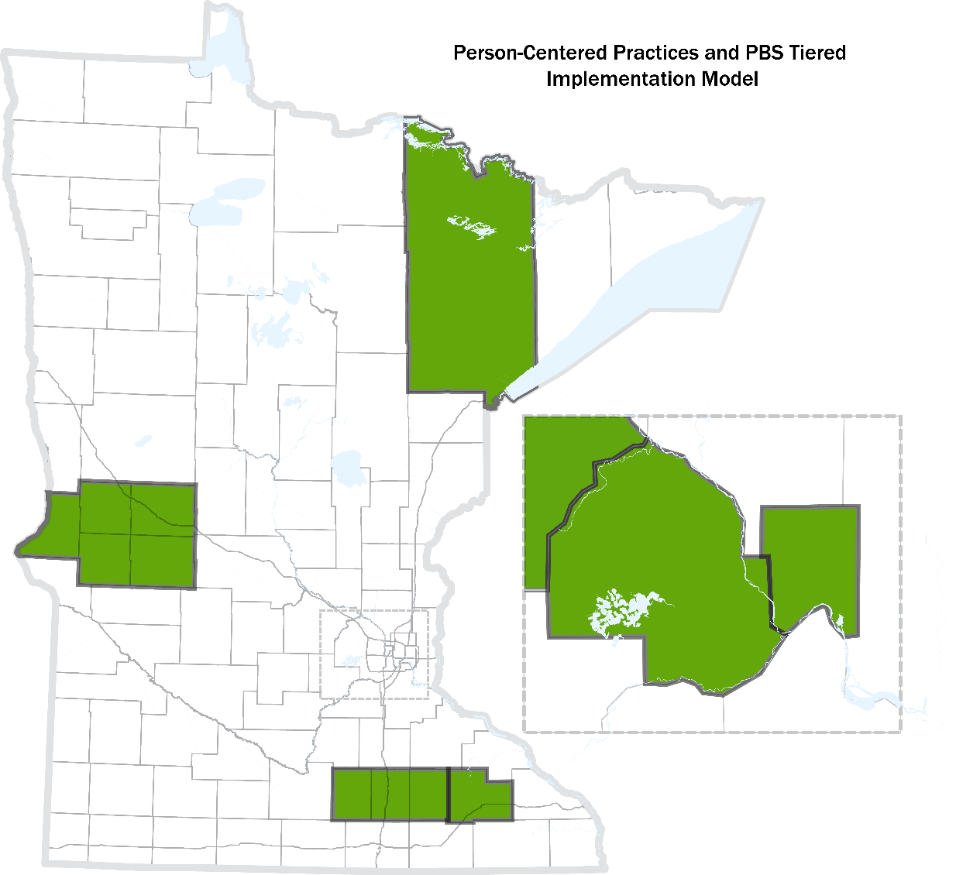 Person-Centered Practices and PBS Tiered
Implementation Model